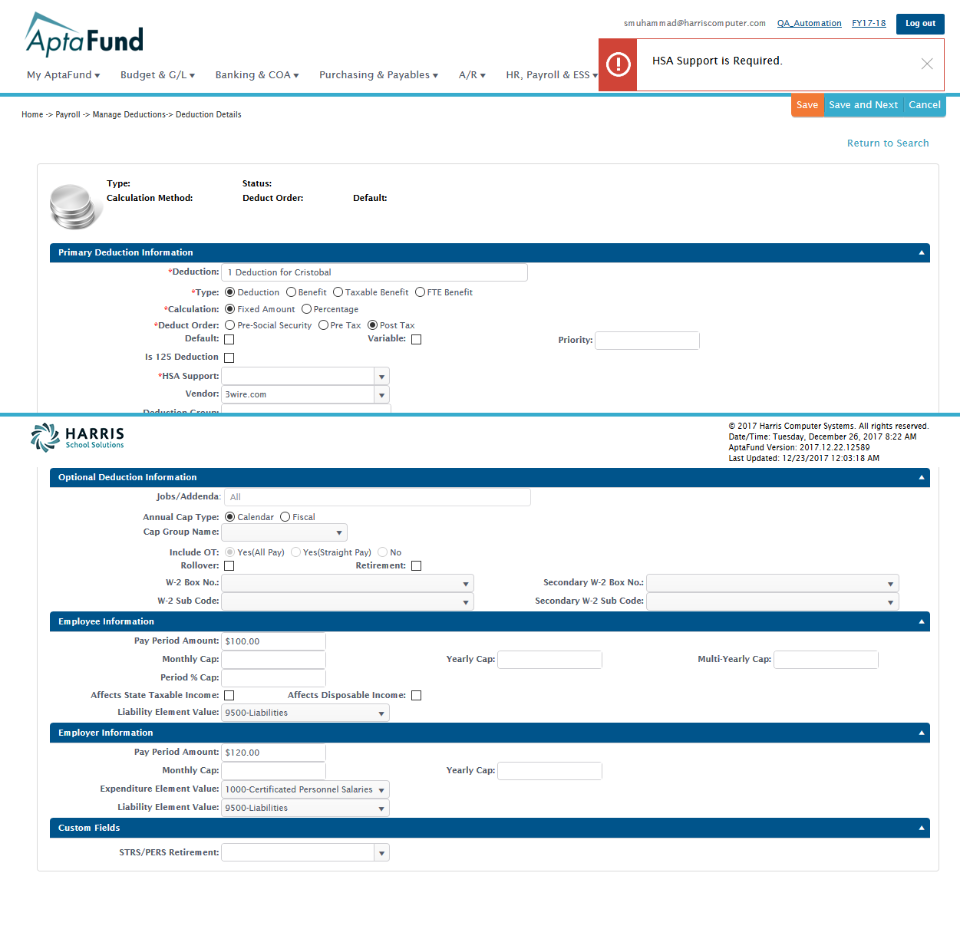 AptaFund
smuhammad@harriscomputer.com QA_Automation FY17-18 Log out
HSA Support is Required.
My AptaFund Budget & G/L Banking & COA Purchasing & Payables A/R HR, Payroll & ESS
Save Save and Next Cancel
Home -> Payroll -> Manage Deductions-> Deduction Details
Return to Search
Type: Status:
Calculation Method: Deduct Order: Default:
Primary Deduction Information
*Deduction: 1 Deduction for Cristobal
*Type: Deduction Benefit Taxable Benefit FTE Benefit
*Calculation: Fixed Amount Percentage
*Deduct Order: Pre-Social Security Pre Tax Post Tax
Default: Variable: Priority:
Is 125 Deduction
*HSA Support:
Vendor: 3wire.com
Deduction Group:
HARRIS
School Solutions
© 2017 Harris Computer Systems. All rights reserved.
Date/Time: Tuesday, December 26, 2017 8:22 AM
AptaFund Version: 2017.12.22.12589
Last Updated: 12/23/2017 12:03:18 AM
Optional Deduction Information
Jobs/Addenda: All
Annual Cap Type: Calendar Fiscal
Cap Group Name:
Include OT: Yes(All Pay) Yes(Straight Pay) No
Rollover: Retirement:
W-2 Box No.: Secondary W-2 Box No.:
W-2 Sub Code: Secondary W-2 Sub Code:
Employee Information
Pay Period Amount: $100.00
Monthly Cap: Yearly Cap: Multi-Yearly Cap:
Period % Cap:
Affects State Taxable Income: Affects Disposable Income:
Liability Element Value: 9500-Liabilities
Employer Information
Pay Period Amount: $120.00
Monthly Cap: Yearly Cap:
Expenditure Element Value: 1000-Certificated Personnel Salaries
Liability Element Value: 9500-Liabilities
Custom Fields
STRS/PERS Retirement: